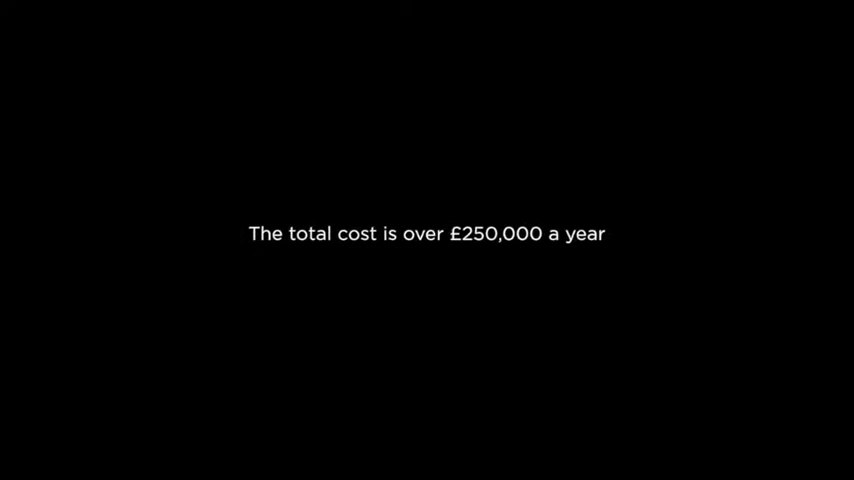 The total cost is over £250,000 a year